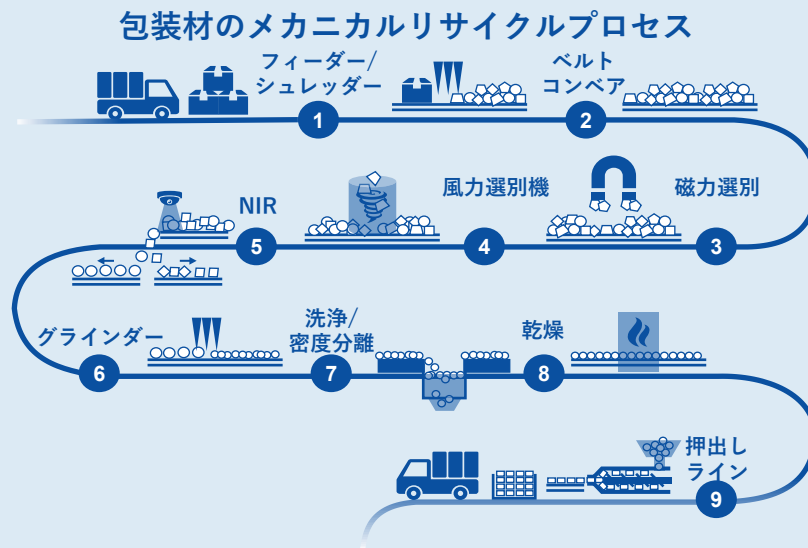 包装材のメカニカルリサイクルプロセス
フィーダー/
シュレッダー
1
ベルト
コンベア
2
磁力選別
3
風力選別機
4
NIR
5
グラインダー
6
洗浄/
密度分離
7
乾燥
8
押出し
ライン
9